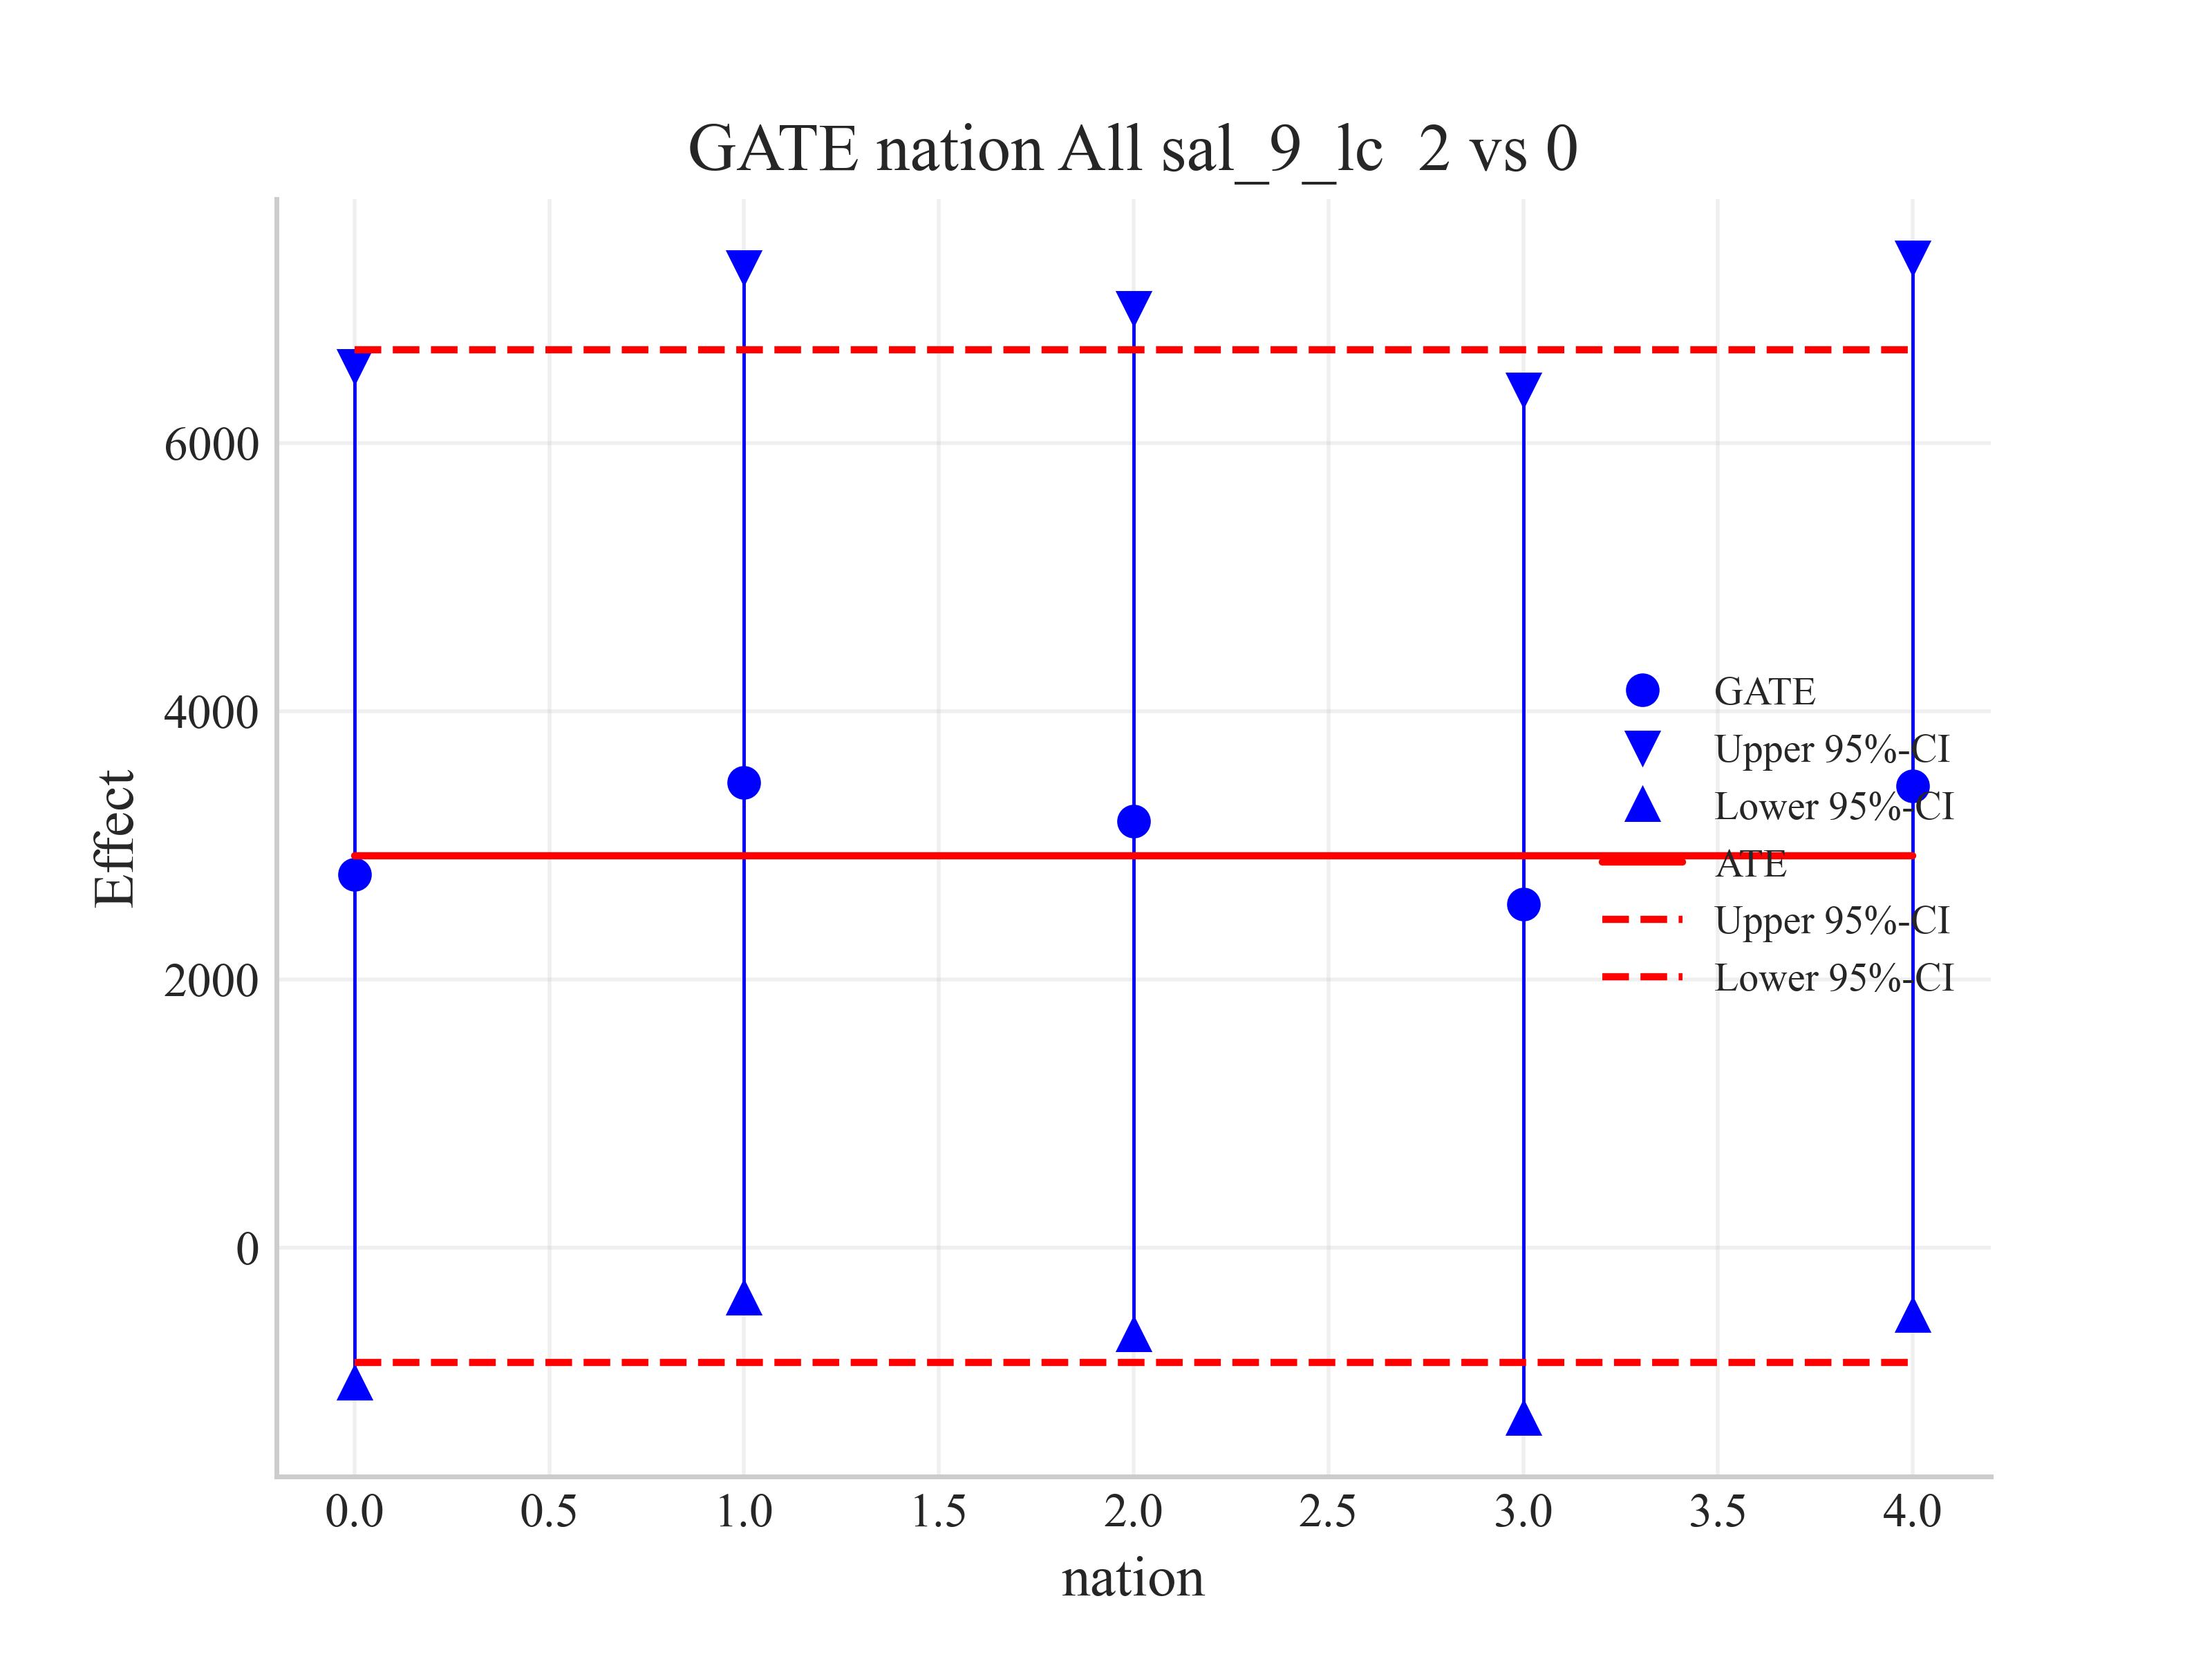 GATE nation All sal_9_lc  2 vs 0
Effect
6000
4000
2000
0
GATE
Upper 95%-CI
Lower 95%-CI
ATE
Upper 95%-CI
Lower 95%-CI
0.0 0.5 1.0 1.5 2.0 2.5 3.0 3.5 4.0
nation